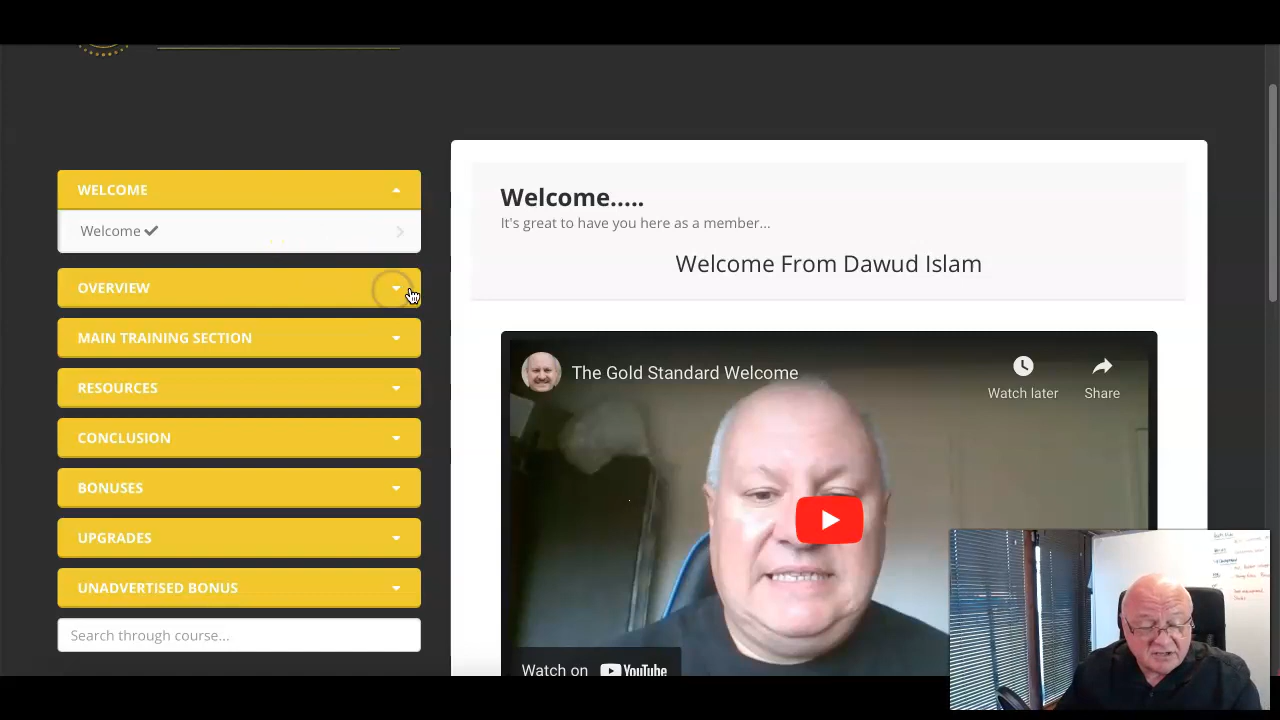 WELCOME
Welcome
OVERVIEW
MAIN TRAINING SECTION
RESOURCES
CONCLUSION
BONUSES
UPGRADES
UNADVERTISED BONUS
Search through course...
Welcome.....
It's great to have you here as a member...
Welcome From Dawud Islam
The Gold Standard Welcome
Watch later
Share
Watch on YouTube